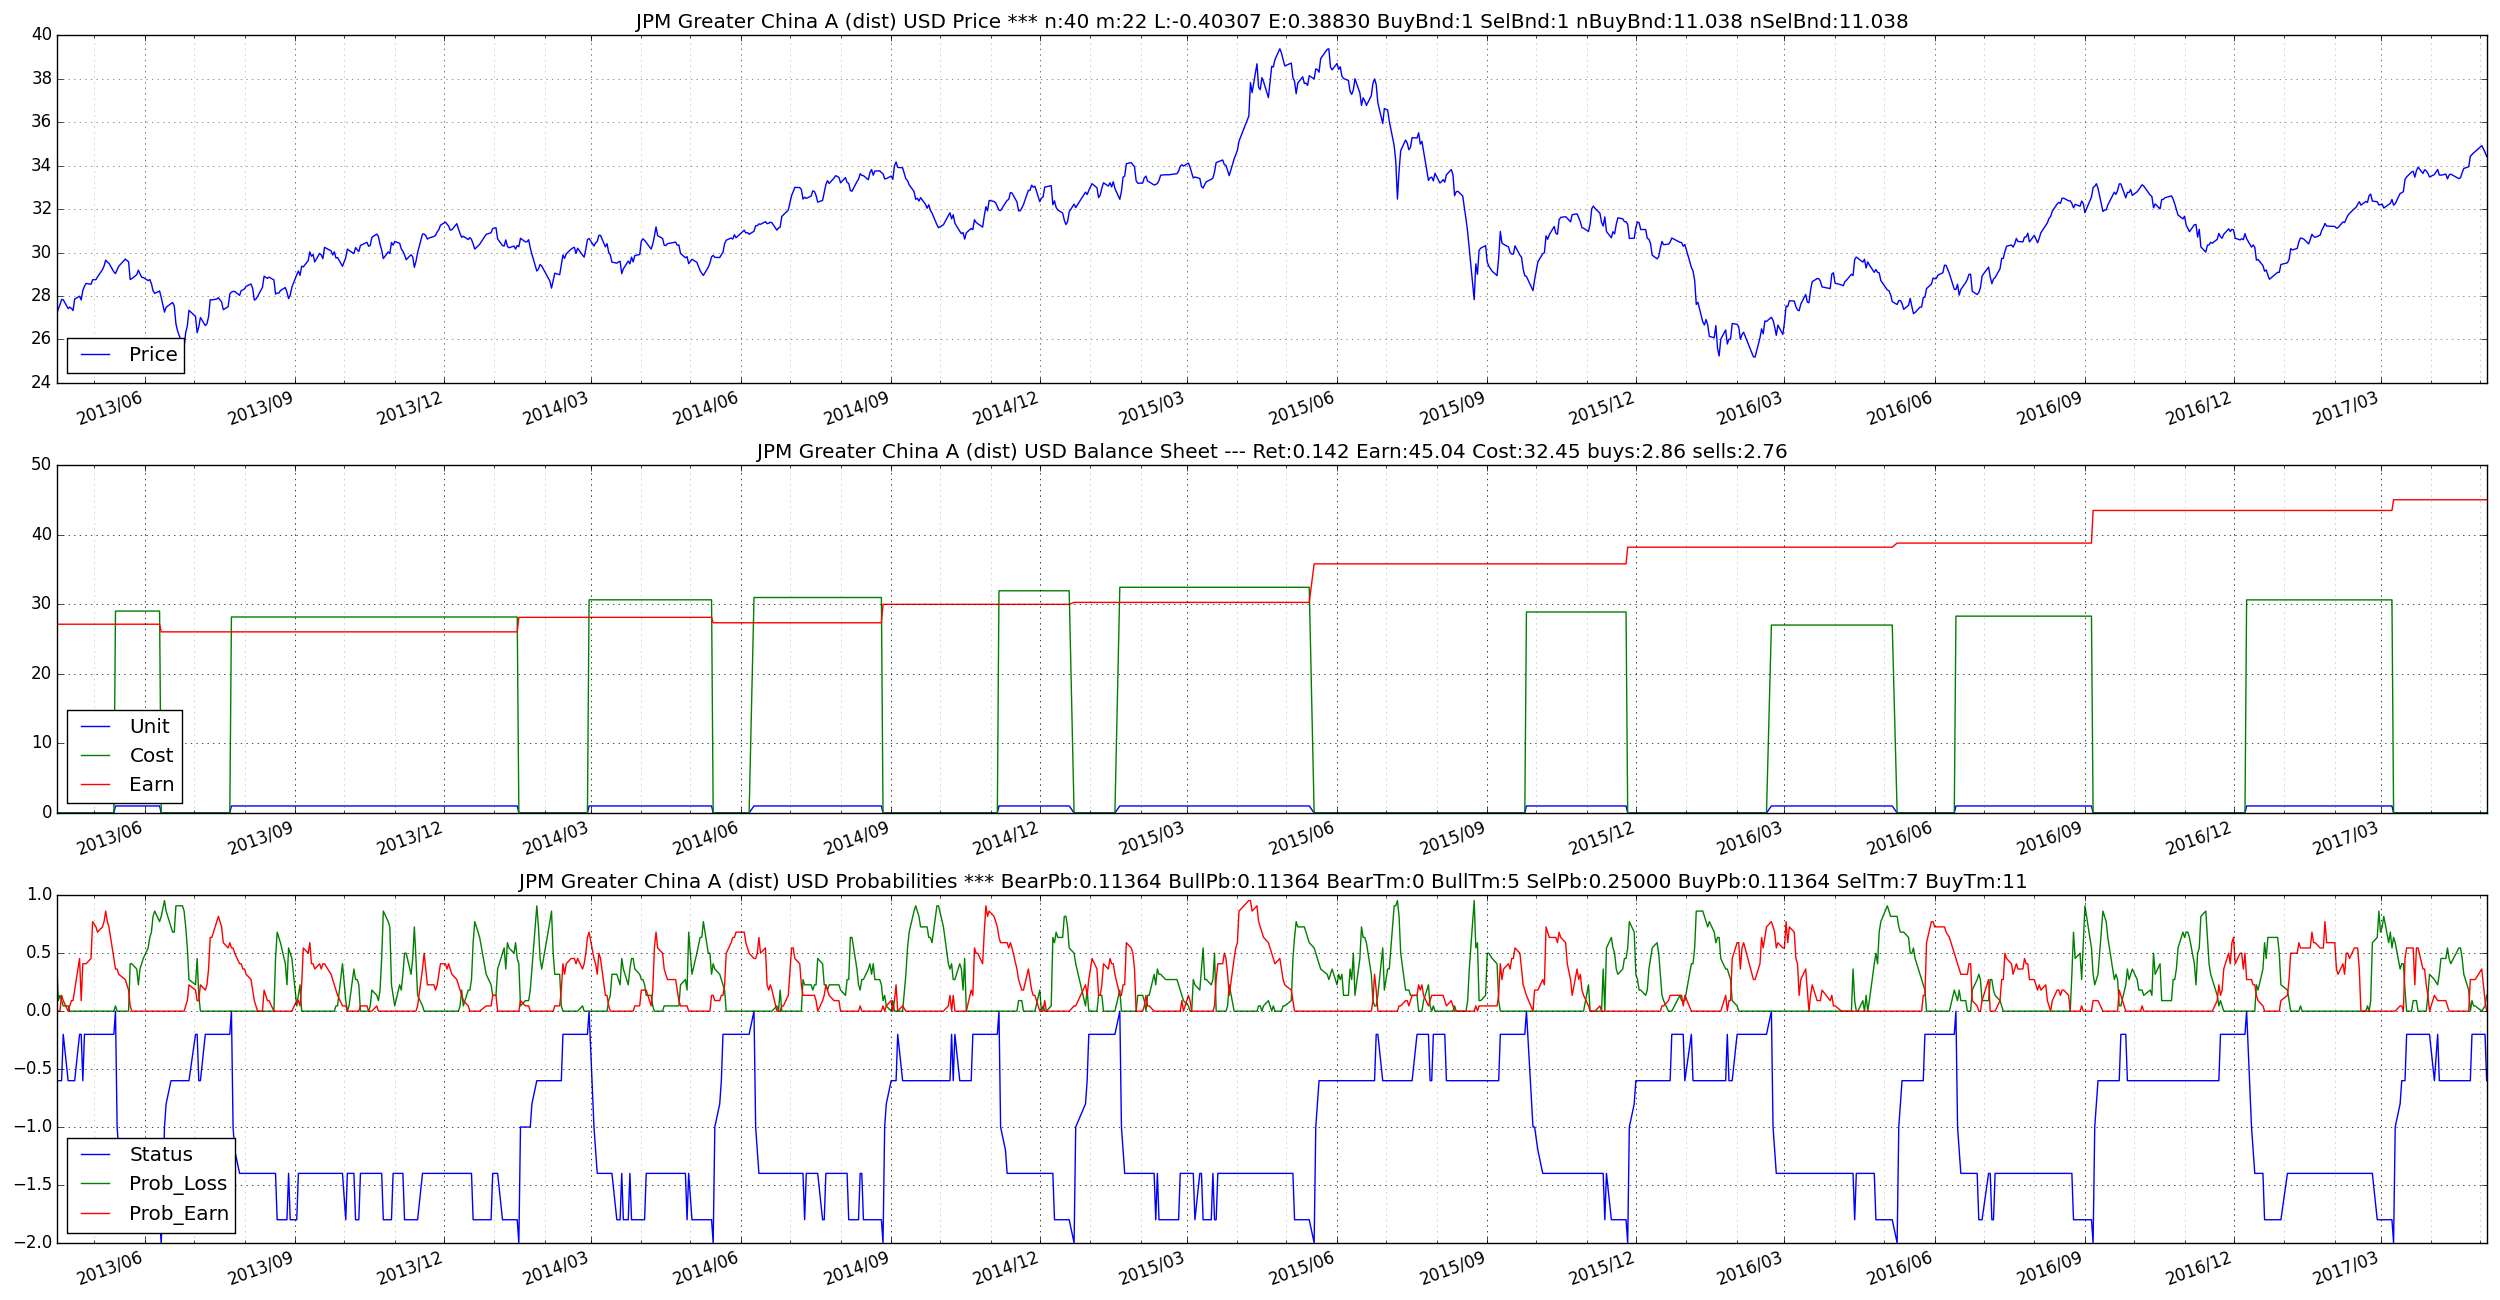 JPM Greater China A (dist) USD Price *** n:40 m:22 L:-0.40307 E:0.38830 BuyBnd:1 SelBnd:1 nBuyBnd:11.038 nSelBnd:11.038
40
38
36
34
32
30
28
26
24
Price
2013/06 2013/09 2013/12 2014/03 2014/06 2014/09 2014/12 2015/03 2015/06 2015/09 2015/12 2016/03 2016/06 2016/09 2016/12 2017/03
JPM Greater China A (dist) USD Balance Sheet --- Ret:0.142 Earn:45.04 Cost:32.45 buys:2.86 sells:2.76
50
40
30
20
10
0
Unit
Cost
Earn
2013/06 2013/09 2013/12 2014/03 2014/06 2014/09 2014/12 2015/03 2015/06 2015/09 2015/12 2016/03 2016/06 2016/09 2016/12 2017/03
JPM Greater China A (dist) USD Probabilities *** BearPb:0.11364 BullPb:0.11364 BearTm:0 BullTm:5 SelPb:0.25000 BuyPb:0.11364 SelTm:7 BuyTm:11
1.0
0.5
0.0
−0.5
−1.0
−1.5
−2.0
Status
Prob_Loss
Prob_Earn
2013/06 2013/09 2013/12 2014/03 2014/06 2014/09 2014/12 2015/03 2015/06 2015/09 2015/12 2016/03 2016/06 2016/09 2016/12 2017/03